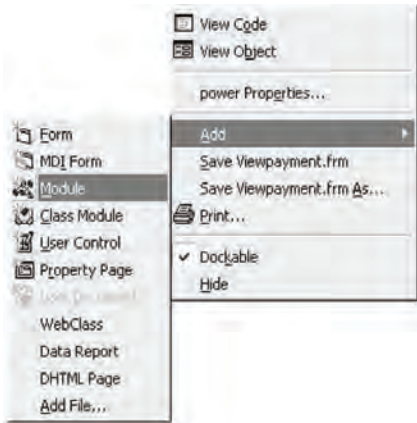 View Code
View Object
power Properties...
Add
Save Viewpayment.frm
Save Viewpayment.frm As...
Print...
Dockable
Hide
Form
MDI Form
Module
Class Module
User Control
Property Page
WebClass
Data Report
DHTML Page
Add File...